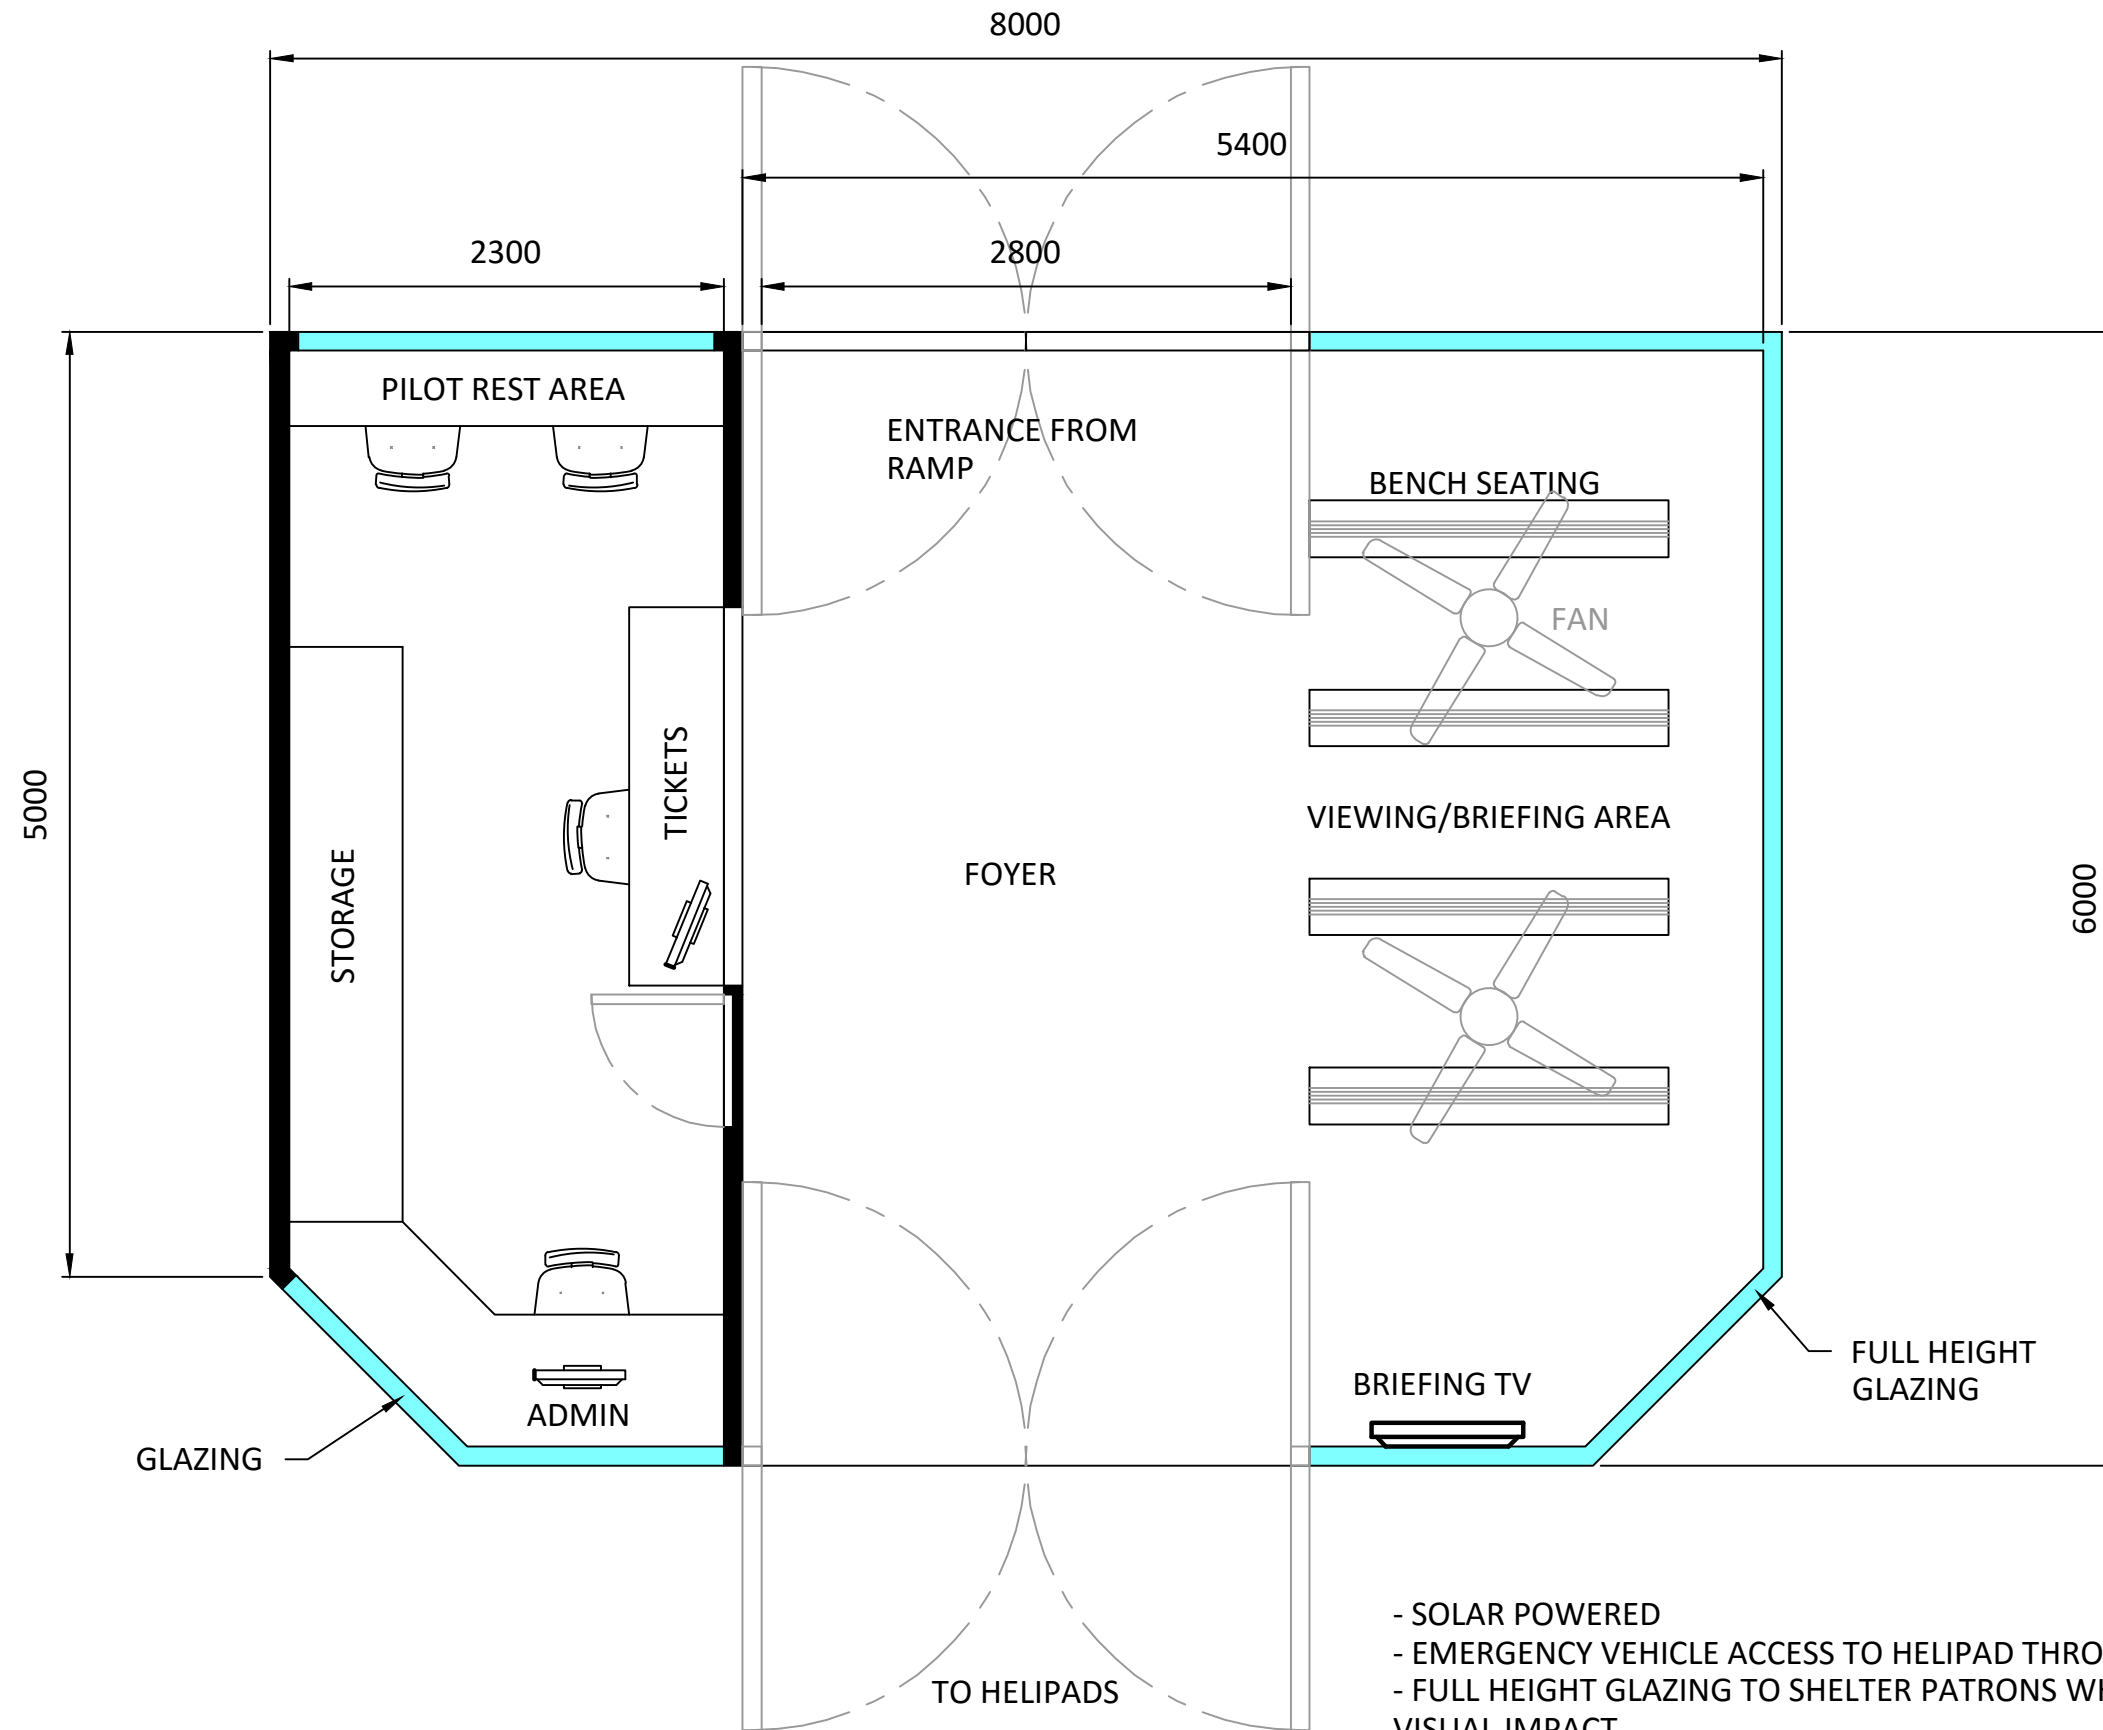 8000
5400
2300
2800
PILOT REST AREA
ENTRANCE FROM
RAMP
BENCH SEATING
FAN
TICKETS
5000
VIEWING/BRIEFING AREA
FOYER
STORAGE
6000
FULL HEIGHT
GLAZING
BRIEFING TV
ADMIN
GLAZING
- SOLAR POWERED
- EMERGENCY VEHICLE ACCESS TO HELIPAD
- FULL HEIGHT GLAZING TO SHELTER PATRONS
TO HELIPADS
VISUAL IMPACT